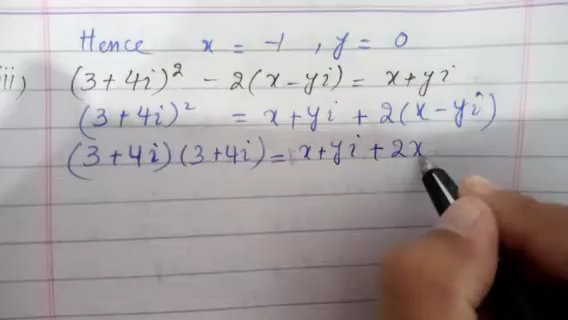 Hence x = -1 , y = 0
iii) (3+4i)² - 2(x-yi) = x+yi
(3+4i)² = x+yi + 2(x-yi)
(3+4i)(3+4i) = x+yi + 2x